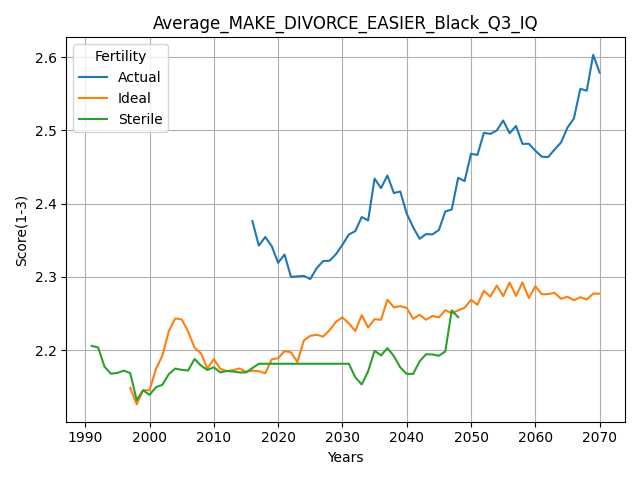 Average_MAKE_DIVORCE_EASIER_Black_Q3_IQ
Fertility
Actual
Ideal
Sterile
Score(1-3)
2.6
2.5
2.4
2.3
2.2
1990 2000 2010 2020 2030 2040 2050 2060 2070
Years